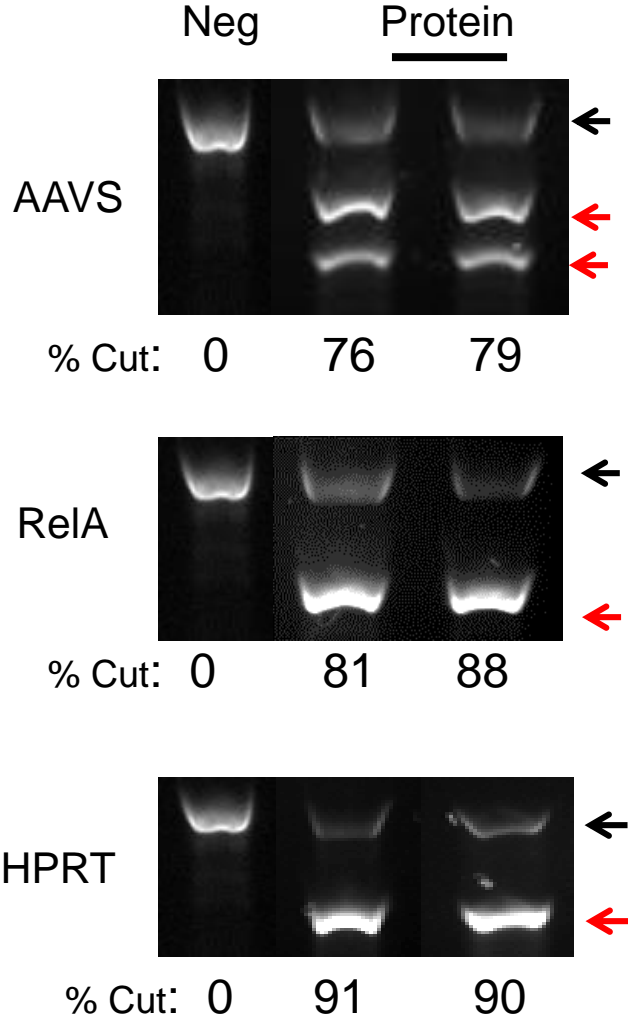 Neg Protein
AAVS
% Cut: 0 76 79
RelA
% Cut: 0 81 88
HPRT
% Cut: 0 91 90